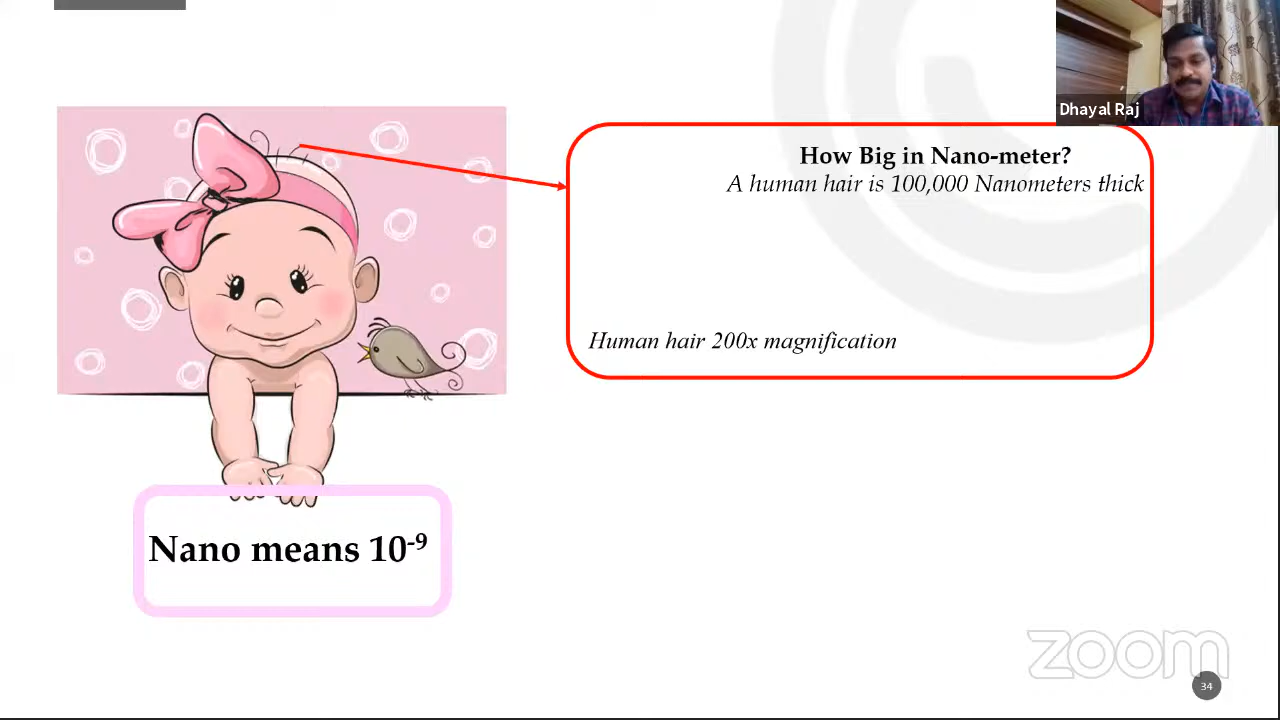 Dhayal Raj
How Big in Nano-meter?
A human hair is 100,000 Nanometers thick
Human hair 200x magnification
Nano means 10⁻⁹
zoom
34